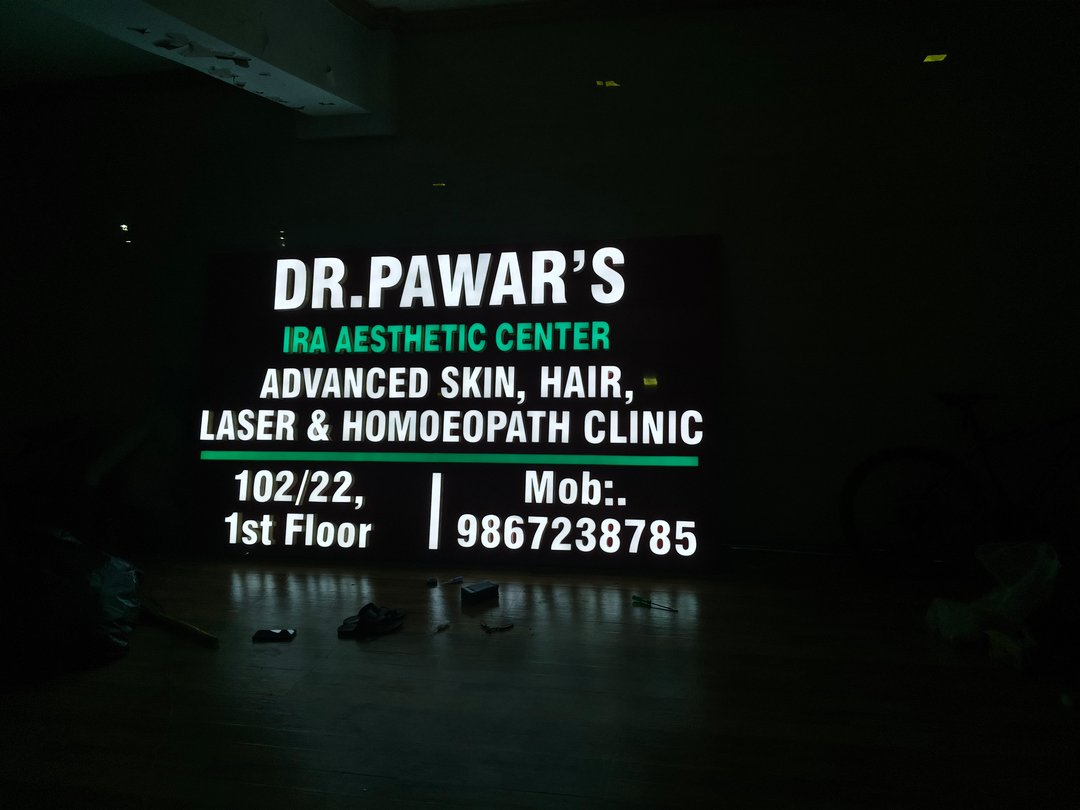 DR.PAWAR'S
IRA AESTHETIC CENTER
ADVANCED SKIN, HAIR,
LASER & HOMOEOPATH CLINIC
102/22,
1st Floor
Mob:.
9867238785